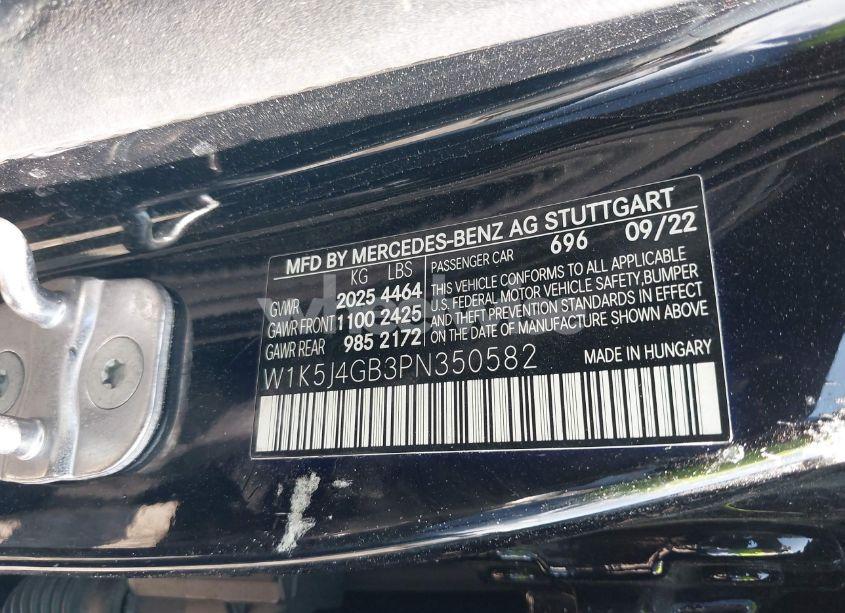 MFD BY MERCEDES-BENZ AG STUTTGART
KG LBS
PASSENGER CAR 696 09/22
GVWR 2025 4464
GAWR FRONT 1100 2425
GAWR REAR 985 2172
THIS VEHICLE CONFORMS TO ALL APPLICABLE
U.S. FEDERAL MOTOR VEHICLE SAFETY, BUMPER
AND THEFT PREVENTION STANDARDS IN EFFECT
ON THE DATE OF MANUFACTURE SHOWN ABOVE
W1K5J4GB3PN350582
MADE IN HUNGARY